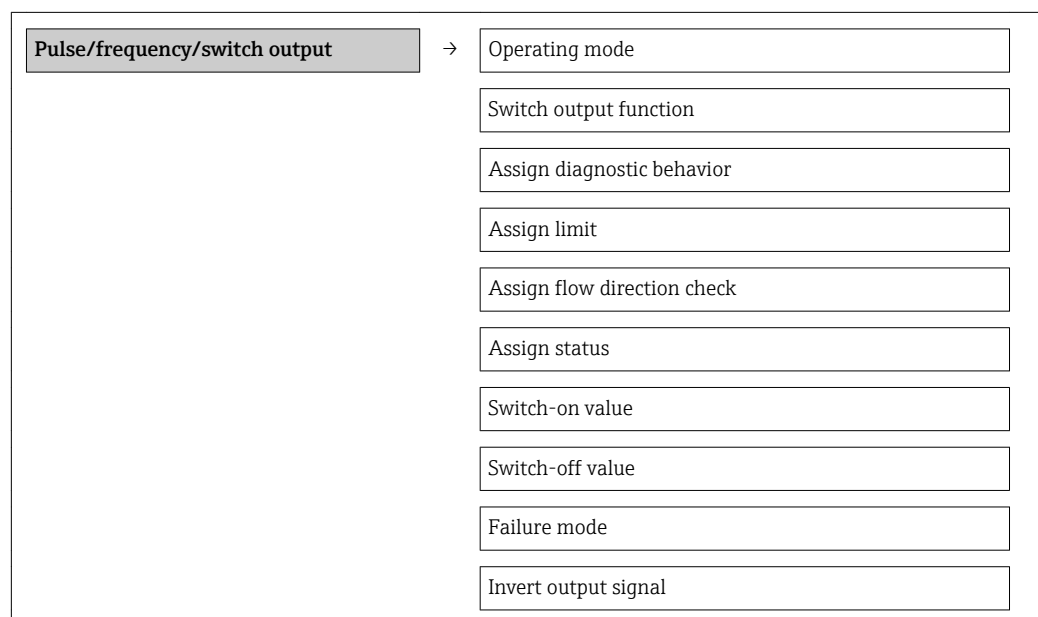 Pulse/frequency/switch output → Operating mode
Switch output function
Assign diagnostic behavior
Assign limit
Assign flow direction check
Assign status
Switch-on value
Switch-off value
Failure mode
Invert output signal